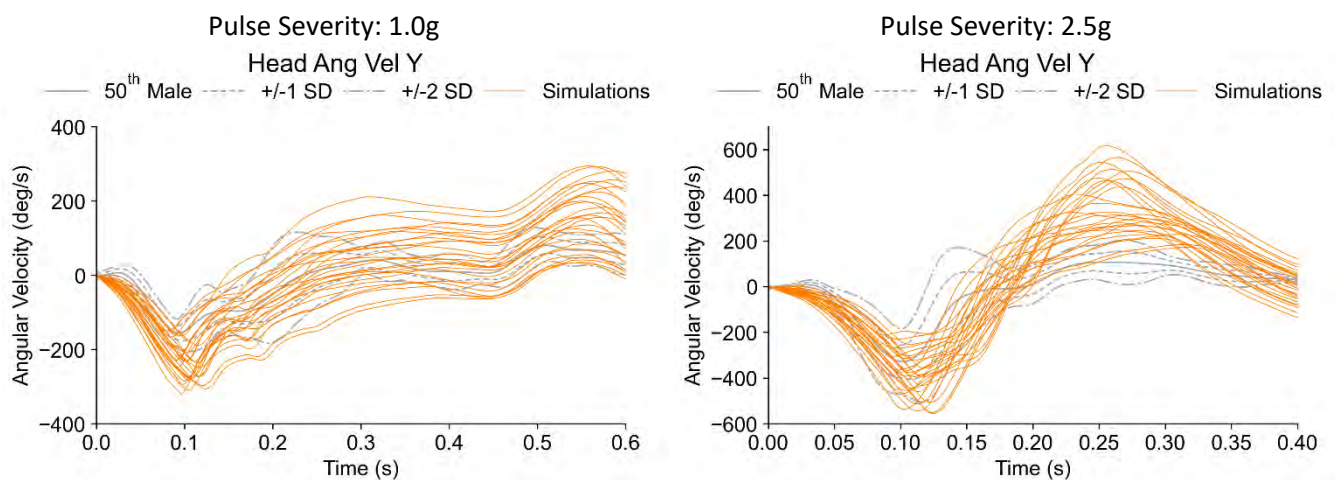 Pulse Severity: 1.0g
Head Ang Vel Y
50th Male +/-1 SD +/-2 SD Simulations
400
200
0
−200
−400
Angular Velocity (deg/s)
0.0 0.1 0.2 0.3 0.4 0.5 0.6
Time (s)
Pulse Severity: 2.5g
Head Ang Vel Y
50th Male +/-1 SD +/-2 SD Simulations
600
400
200
0
−200
−400
−600
Angular Velocity (deg/s)
0.00 0.05 0.10 0.15 0.20 0.25 0.30 0.35 0.40
Time (s)